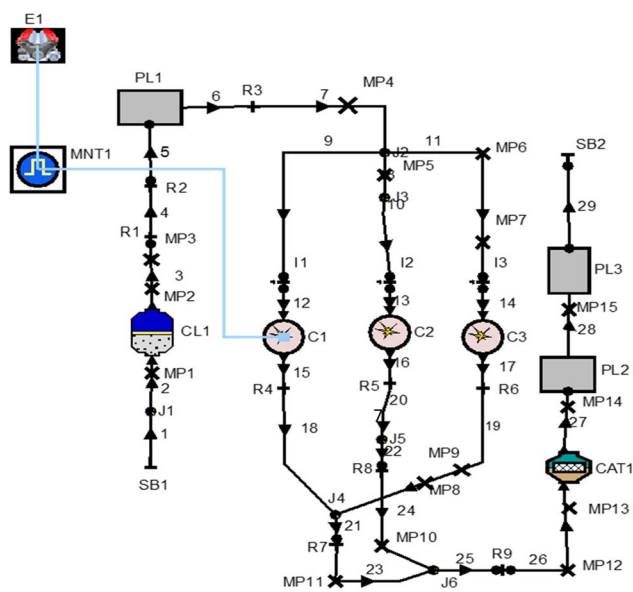 E1
PL1
6
R3
7
MP4
MNT1
5
9
J2
11
MP6
SB2
MP5
8
R2
J3
10
4
29
R1
MP3
MP7
3
PL3
I1
I2
I3
MP2
12
13
14
MP15
28
CL1
C1
C2
C3
MP1
15
16
17
PL2
2
R4
R5
R6
20
MP14
J1
7
27
18
19
1
J5
22
MP9
CAT1
R8
SB1
MP8
J4
24
MP13
21
R7
MP10
R9
25
26
MP12
MP11
23
J6